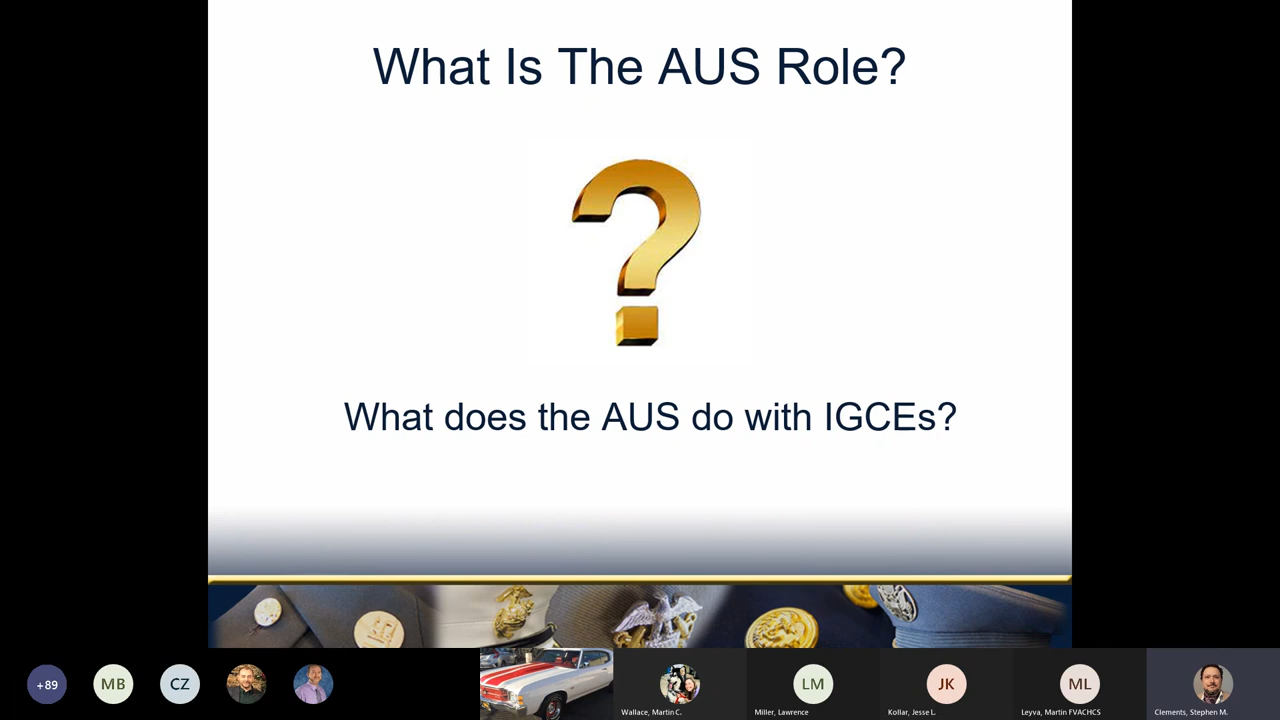 What Is The AUS Role?
What does the AUS do with IGCEs?
+89
MB
CZ
Wallace, Martin C.
LM
Miller, Lawrence
JK
Kollar, Jesse L.
ML
Leyva, Martin FVACHCS
Clements, Stephen M.